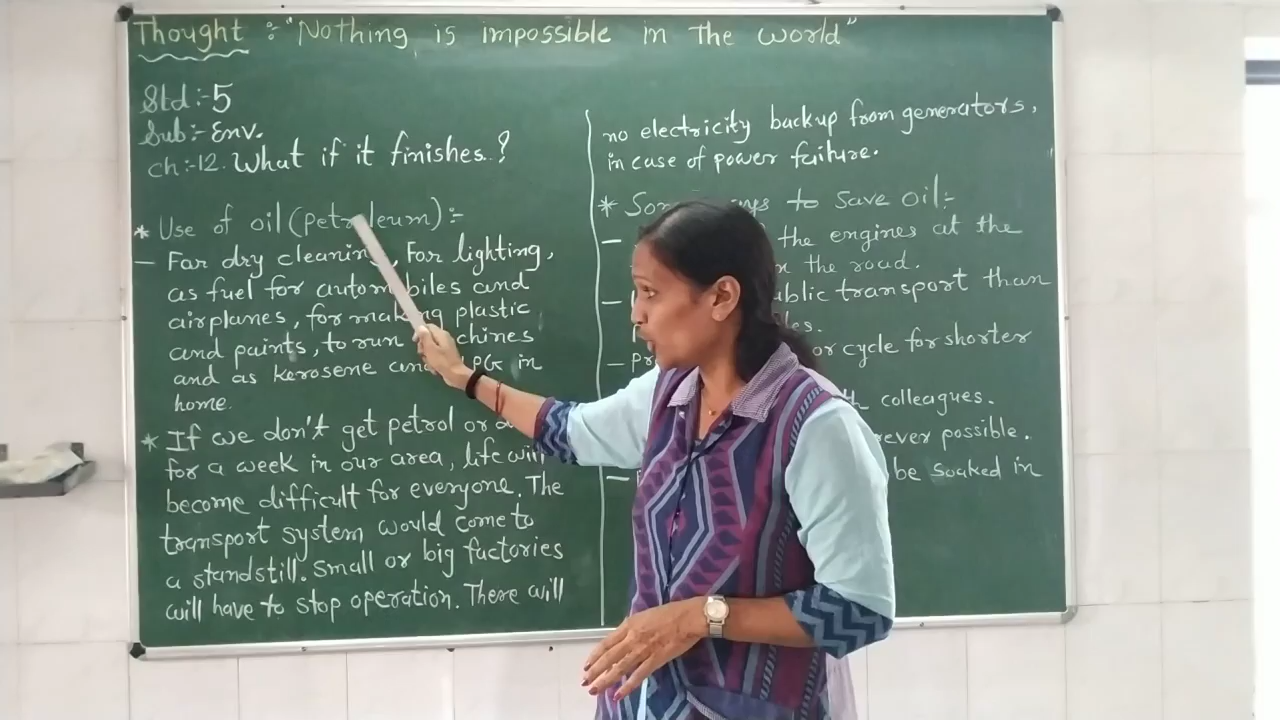 Thought :- "Nothing is impossible in The world"
Std:- 5
Sub:- Env.
ch:-12. What if it finishes..?
* Use of oil (petroleum) :-
— For dry cleaning, For lighting,
as fuel for automobiles and
airplanes, for making plastic
and paints, to run machines
and as kerosene and LPG in
home.
* If we don't get petrol or
for a week in our area, life will
become difficult for everyone. The
transport system would come to
a standstill. Small or big factories
will have to stop operation. There will
no electricity backup from generators,
in case of power failure.
* Some ways to save oil:-
— the engines at the
the road.
— public transport than
— or cycle for shorter
colleagues.
possible.
— be soaked in